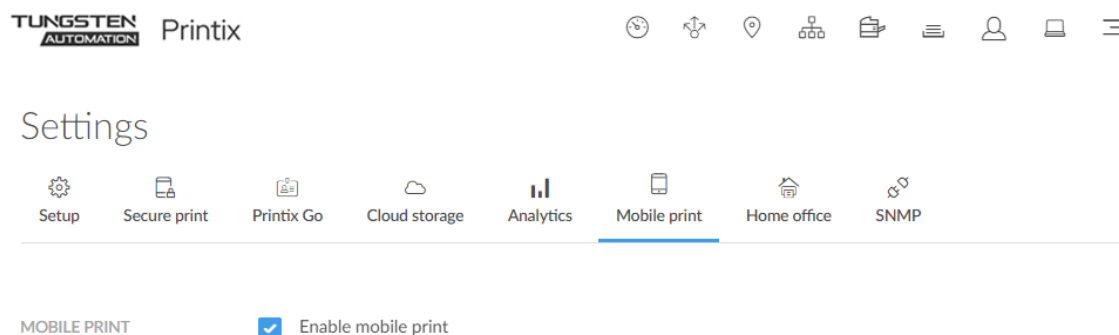 TUNGSTEN
AUTOMATION
Printix
Settings
Setup Secure print Printix Go Cloud storage Analytics Mobile print Home office SNMP
MOBILE PRINT Enable mobile print